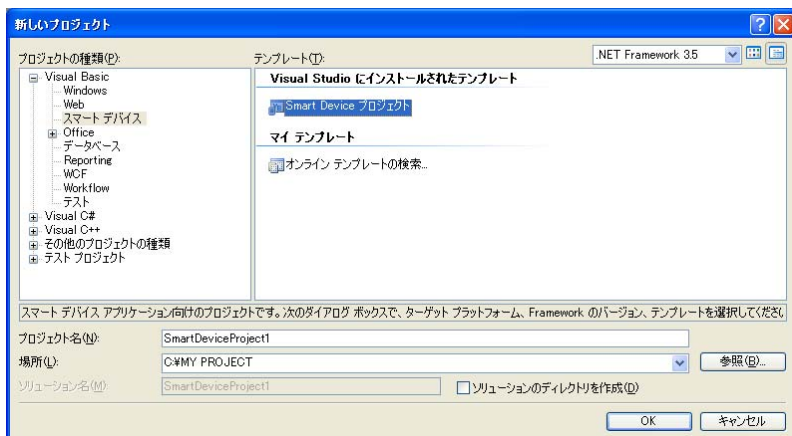 新しいプロジェクト
プロジェクトの種類(P):
テンプレート(T):
.NET Framework 3.5
Visual Basic
Windows
Web
スマート デバイス
Office
データベース
Reporting
WCF
Workflow
テスト
Visual C#
Visual C++
その他のプロジェクトの種類
テスト プロジェクト
Visual Studio にインストールされたテンプレート
Smart Device プロジェクト
マイ テンプレート
オンライン テンプレートの検索...
スマート デバイス アプリケーション向けのプロジェクトです。次のダイアログ ボックスで、ターゲット プラットフォーム、Framework のバージョン、テンプレートを選択してくださ
プロジェクト名(N):
SmartDeviceProject1
場所(L):
C:¥MY PROJECT
参照(B)...
ソリューション名(M):
SmartDeviceProject1
ソリューションのディレクトリを作成(D)
OK
キャンセル